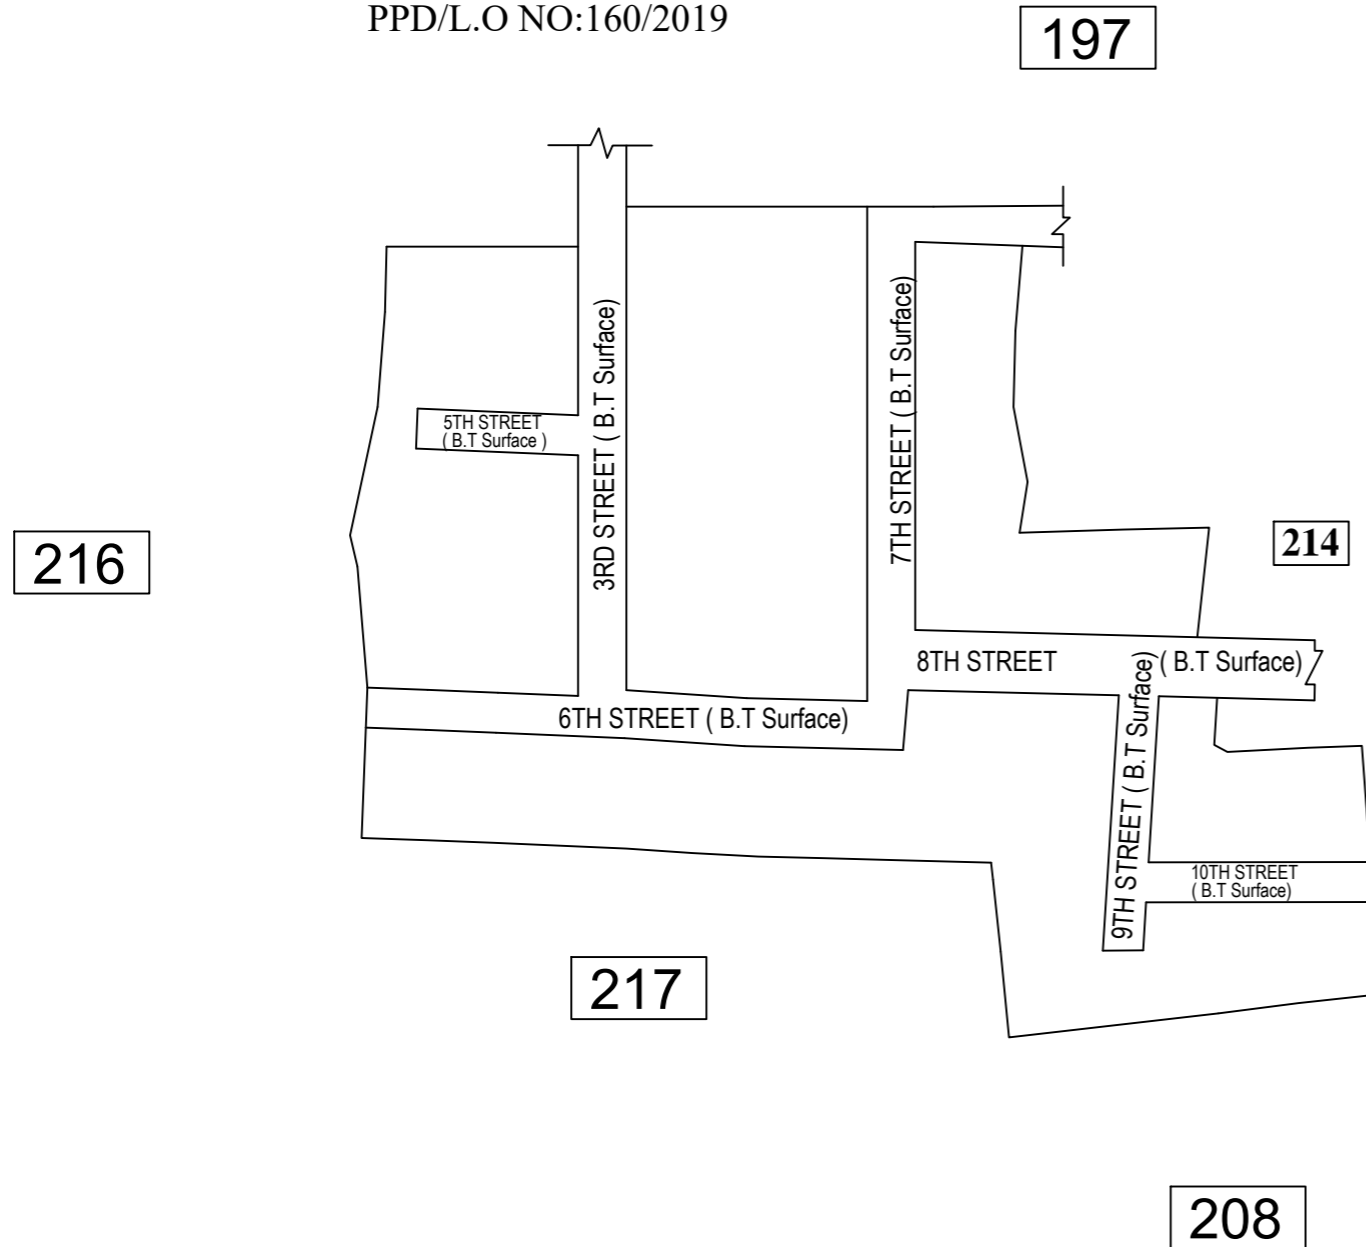 PPD/L.O NO:160/2019
197
3RD STREET ( B.T Surface)
7TH STREET ( B.T Surface)
5TH STREET
( B.T Surface )
216
214
8TH STREET ( B.T Surface)
6TH STREET ( B.T Surface)
9TH STREET ( B.T Surface)
10TH STREET
( B.T Surface)
217
208